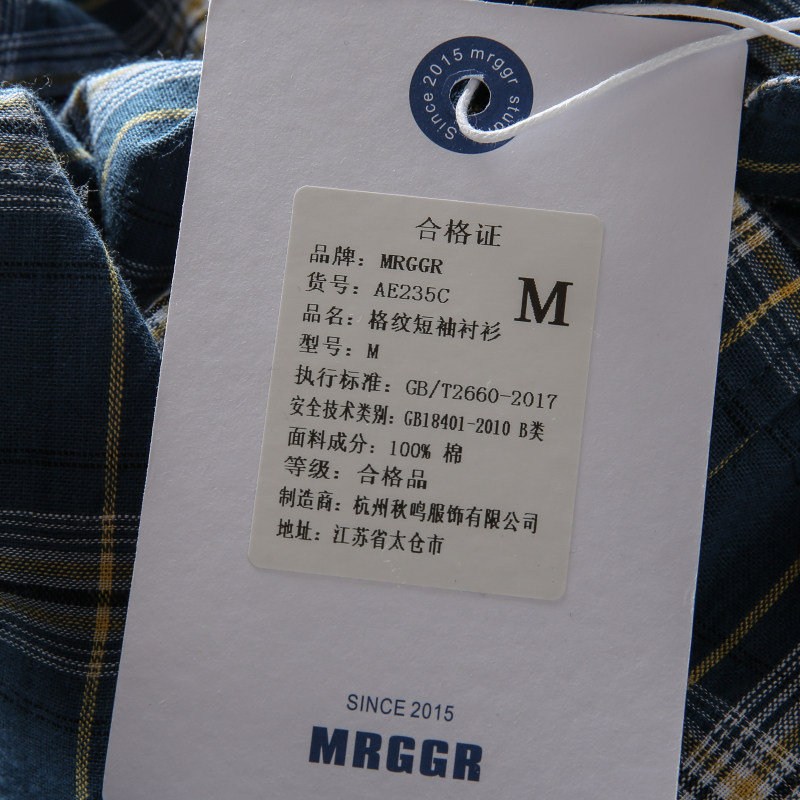 Since 2015 mrggr studio
合格证
品牌：MRGGR
货号：AE235C
M
品名：格纹短袖衬衫
型号：M
执行标准：GB/T2660-2017
安全技术类别：GB18401-2010 B类
面料成分：100% 棉
等级：合格品
制造商：杭州秋鸣服饰有限公司
地址：江苏省太仓市
SINCE 2015
MRGGR